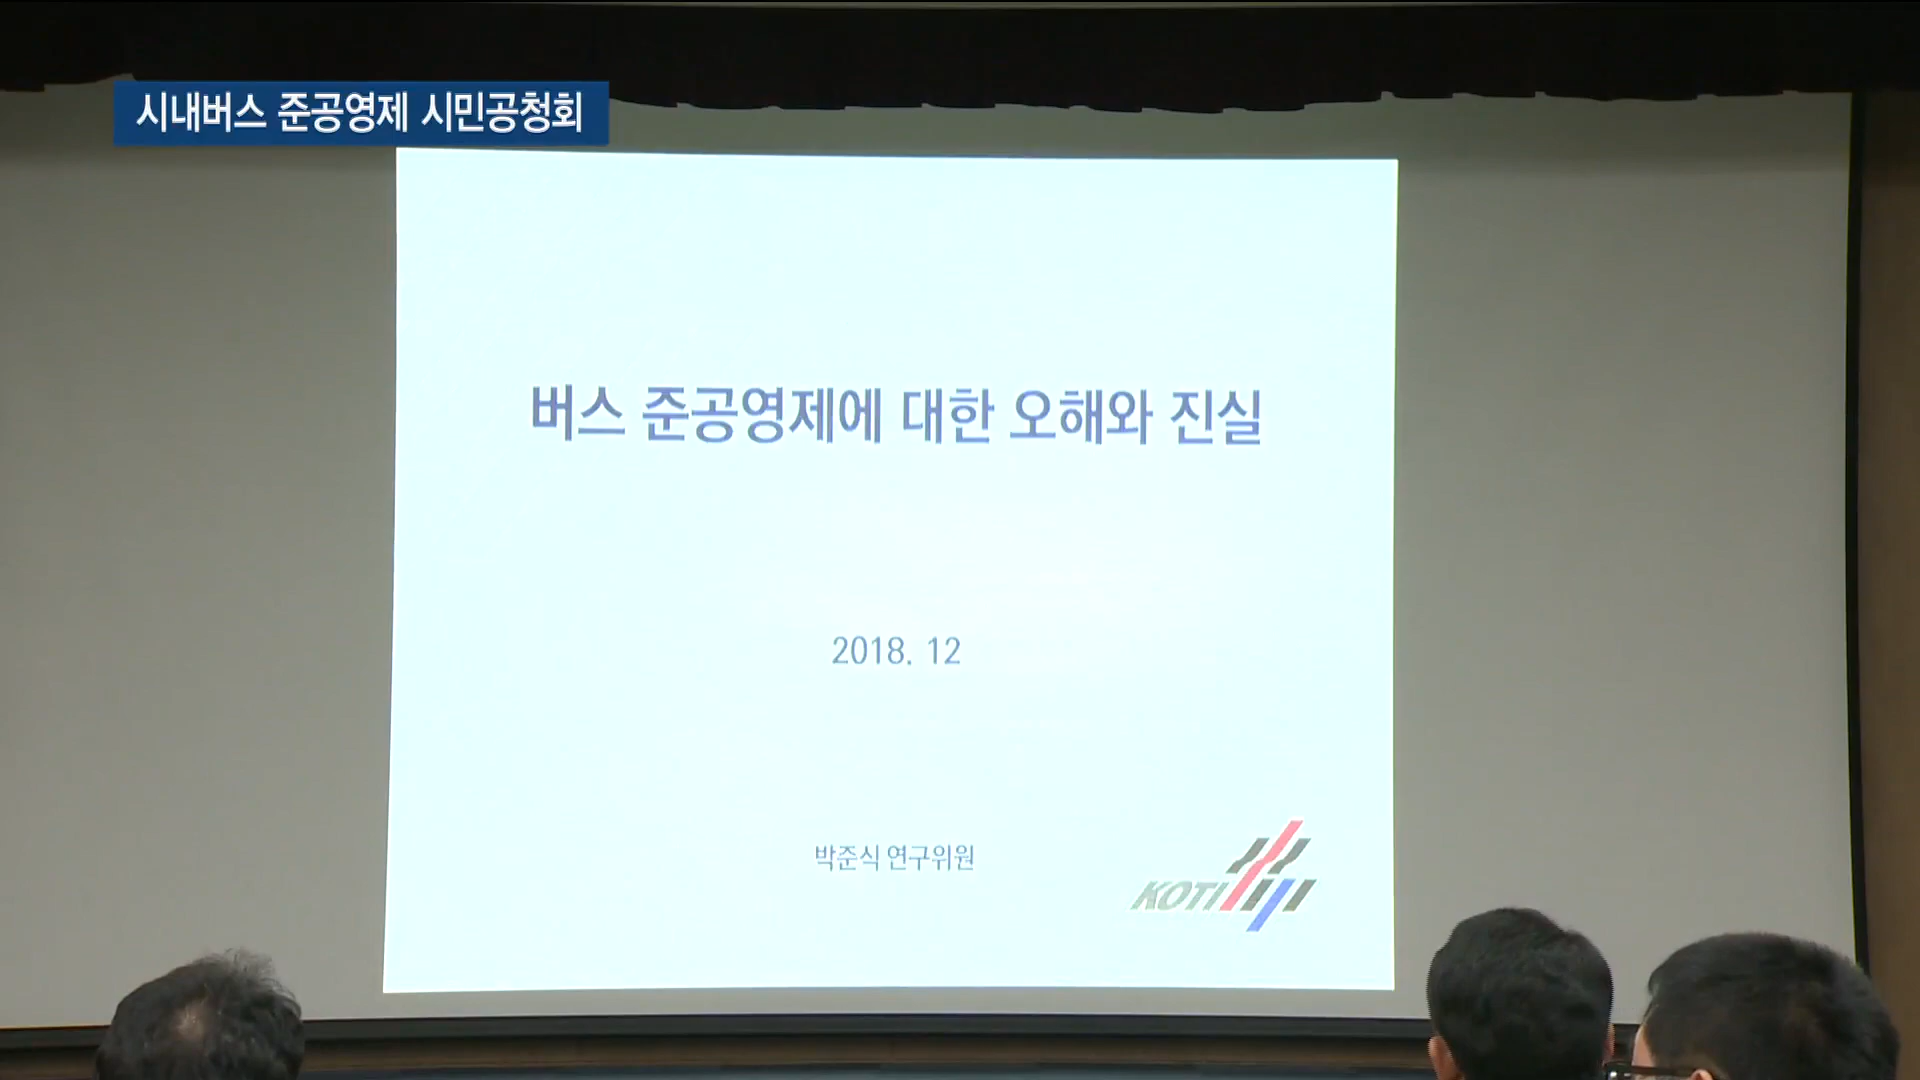 시내버스 준공영제 시민공청회
버스 준공영제에 대한 오해와 진실
2018. 12
박준식 연구위원
KOTI